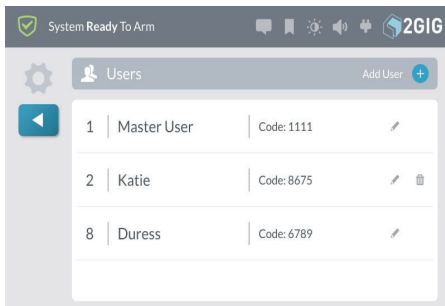 System Ready To Arm 2GIG
Users Add User
1 Master User Code: 1111
2 Katie Code: 8675
8 Duress Code: 6789